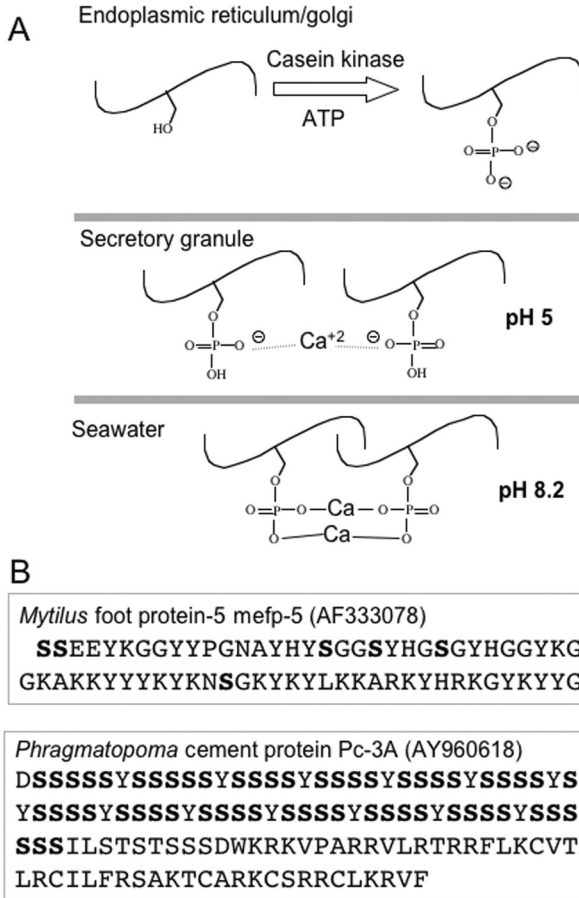 A
Endoplasmic reticulum/golgi
Casein kinase
ATP
HO
O
O=P–O⊖
O⊖
Secretory granule
O O
O=P–O ⊖ Ca+2 ⊖ O–P=O
OH OH
pH 5
Seawater
O O
O=P–O–Ca–O–P=O
O Ca O
pH 8.2
B
Mytilus foot protein-5 mefp-5 (AF333078)
SSEEYKGGYYPGNAYHYSGGSYHGSGYHGGYKG
GKAKKYYYKYKNSGKYKYLKKARKYHRKGYKYYG
Phragmatopoma cement protein Pc-3A (AY960618)
DSSSSSYSSSSSYSSSSYSSSSYSSSSYSSSSYS
YSSSSYSSSSYSSSSYSSSSYSSSSYSSSSYSSS
SSSILSTSTSSSDWKRKVPARRVLRTRRFLKCVT
LRCILFRSAKTCARKCSRRCLKRVF